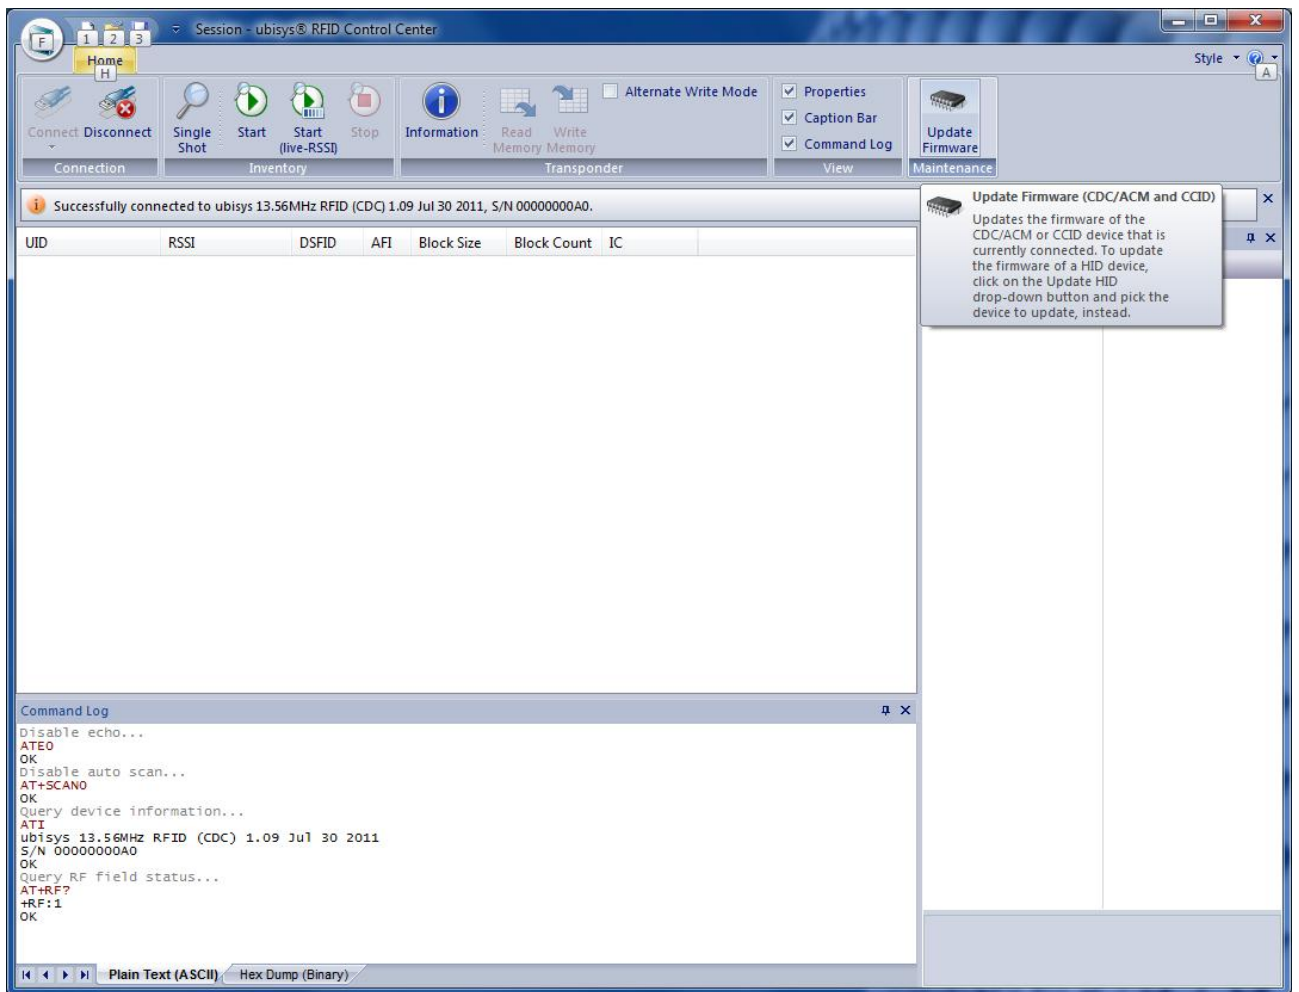 Session - ubisys® RFID Control Center
F
1 2 3
Home
H
Style
A
Connect Disconnect
Connection
Single Shot
Start
Start (live-RSSI)
Stop
Inventory
Information
Read Memory
Write Memory
Alternate Write Mode
Transponder
Properties
Caption Bar
Command Log
View
Update Firmware
Maintenance
Successfully connected to ubisys 13.56MHz RFID (CDC) 1.09 Jul 30 2011, S/N 00000000A0.
Update Firmware (CDC/ACM and CCID)
Updates the firmware of the
CDC/ACM or CCID device that is
currently connected. To update
the firmware of a HID device,
click on the Update HID
drop-down button and pick the
device to update, instead.
UID RSSI DSFID AFI Block Size Block Count IC
Command Log
Disable echo...
ATE0
OK
Disable auto scan...
AT+SCAN0
OK
Query device information...
ATI
ubisys 13.56MHz RFID (CDC) 1.09 Jul 30 2011
S/N 00000000A0
OK
Query RF field status...
AT+RF?
+RF:1
OK
Plain Text (ASCII) Hex Dump (Binary)